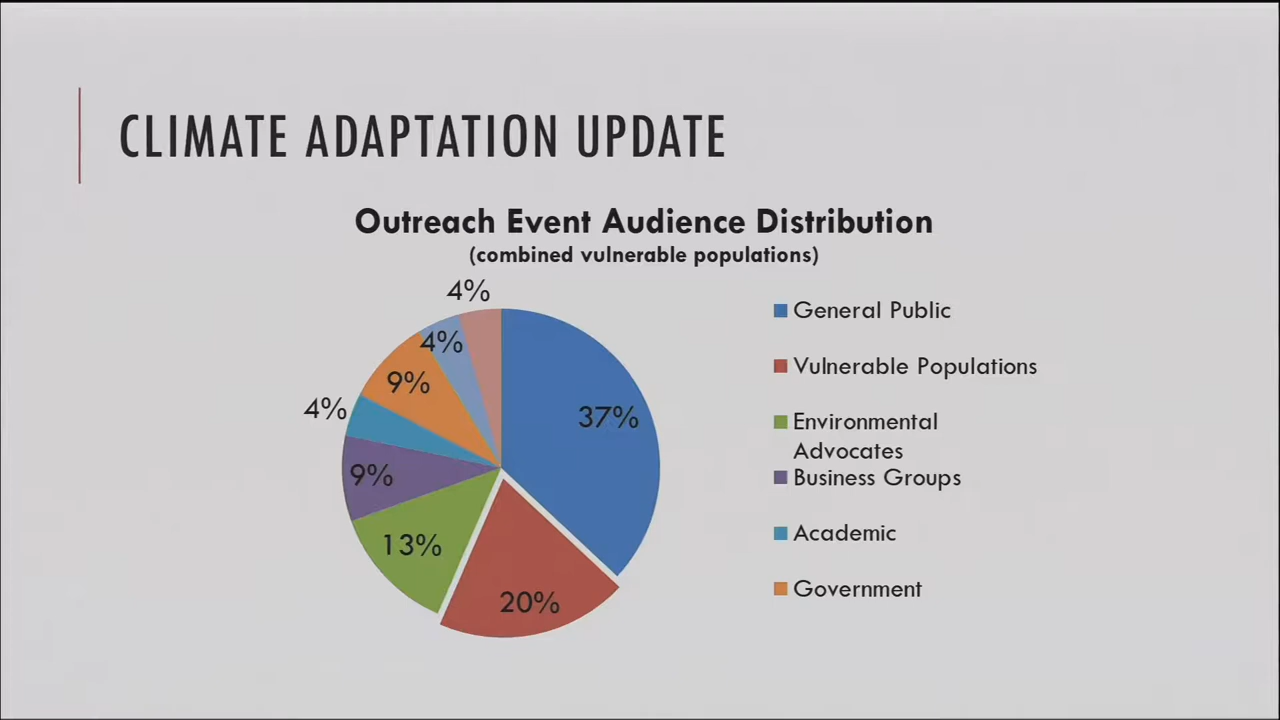 CLIMATE ADAPTATION UPDATE
Outreach Event Audience Distribution
(combined vulnerable populations)
4%
4%
9%
4%
9%
13%
20%
37%
General Public
Vulnerable Populations
Environmental
Advocates
Business Groups
Academic
Government